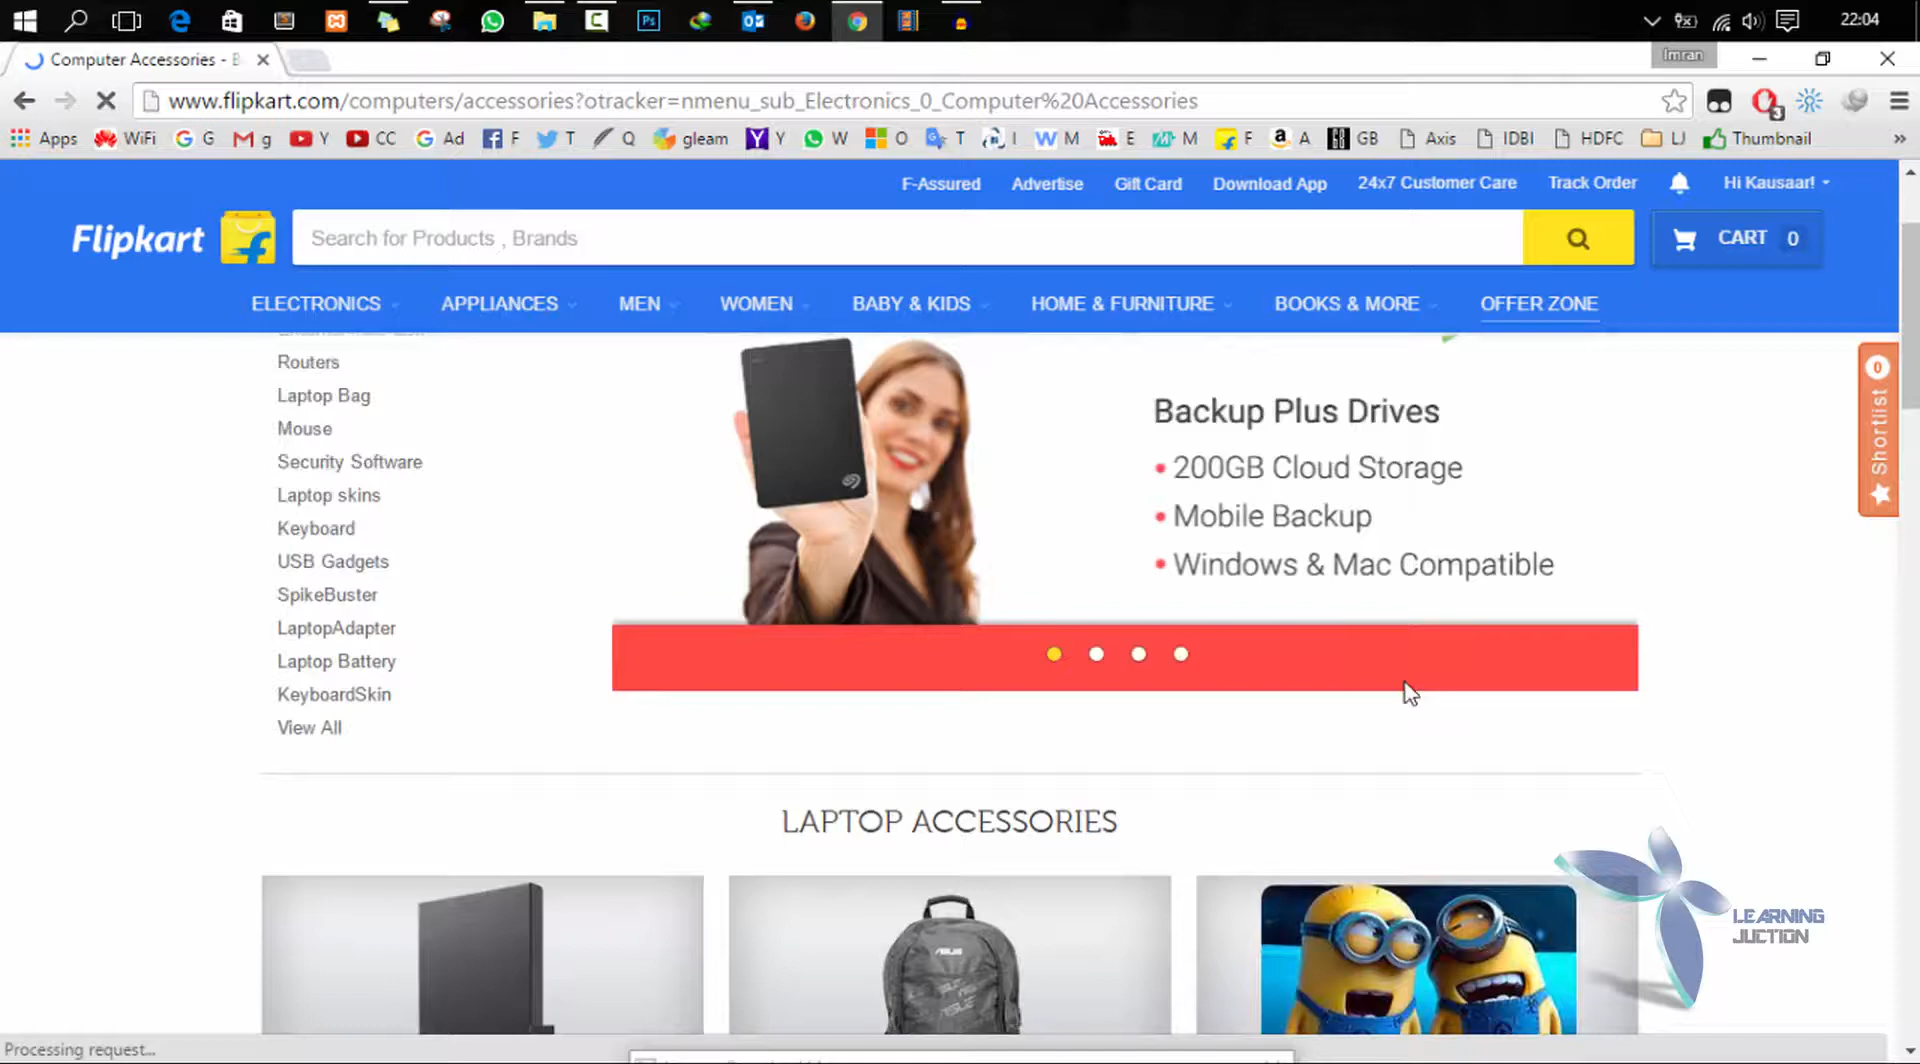 22:04
Computer Accessories - B
Imran
www.flipkart.com/computers/accessories?otracker=nmenu_sub_Electronics_0_Computer%20Accessories
3
Apps WiFi G g Y CC Ad F T Q gleam Y W O T I M E M F A GB Axis IDBI HDFC LJ Thumbnail »
F-Assured Advertise Gift Card Download App 24x7 Customer Care Track Order Hi Kausaar!
Flipkart Search for Products , Brands CART 0
ELECTRONICS APPLIANCES MEN WOMEN BABY & KIDS HOME & FURNITURE BOOKS & MORE OFFER ZONE
Routers
Laptop Bag
Mouse
Security Software
Laptop skins
Keyboard
USB Gadgets
SpikeBuster
LaptopAdapter
Laptop Battery
KeyboardSkin
View All
Backup Plus Drives
• 200GB Cloud Storage
• Mobile Backup
• Windows & Mac Compatible
0
Shortlist
LAPTOP ACCESSORIES
ASUS
LEARNING
JUCTION
Processing request...